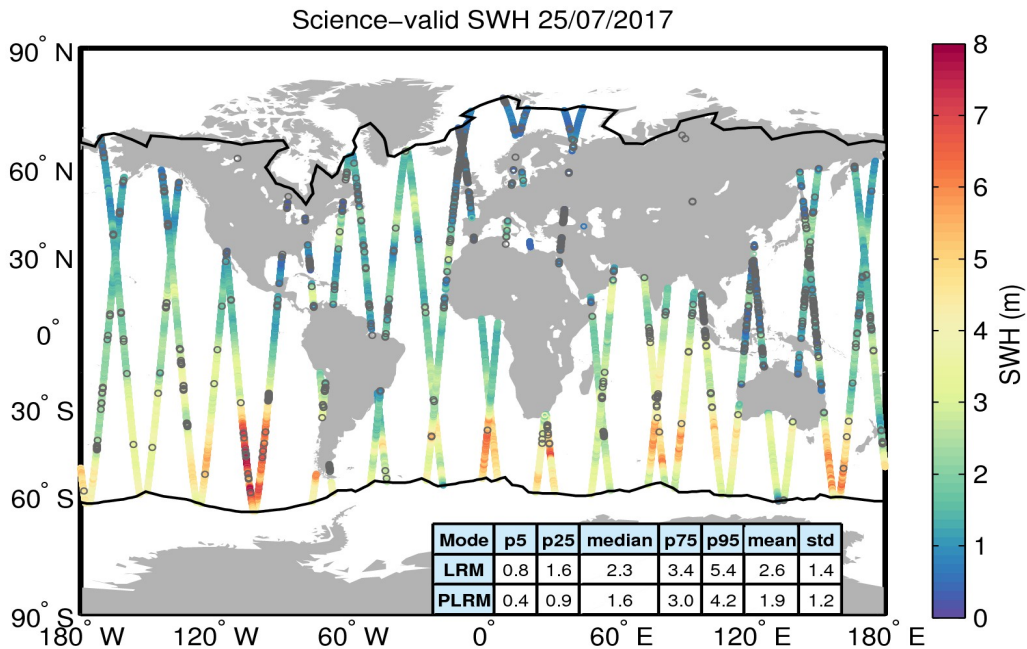 Science-valid SWH 25/07/2017
90° N
60° N
30° N
0°
30° S
60° S
90° S
180° W
120° W
60° W
0°
60° E
120° E
180° E
Mode p5 p25 median p75 p95 mean std
LRM 0.8 1.6 2.3 3.4 5.4 2.6 1.4
PLRM 0.4 0.9 1.6 3.0 4.2 1.9 1.2
8
7
6
5
4
3
2
1
0
SWH (m)